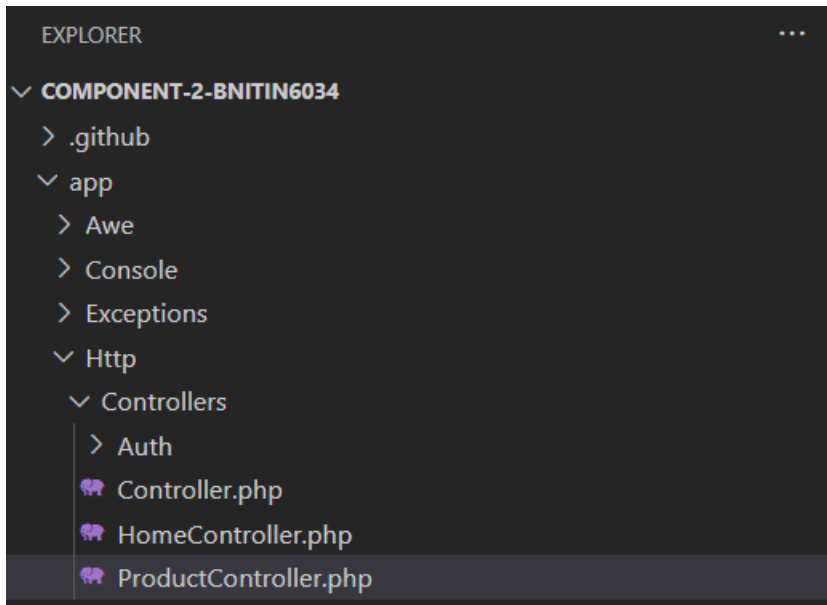 EXPLORER ...
COMPONENT-2-BNITIN6034
.github
app
Awe
Console
Exceptions
Http
Controllers
Auth
Controller.php
HomeController.php
ProductController.php